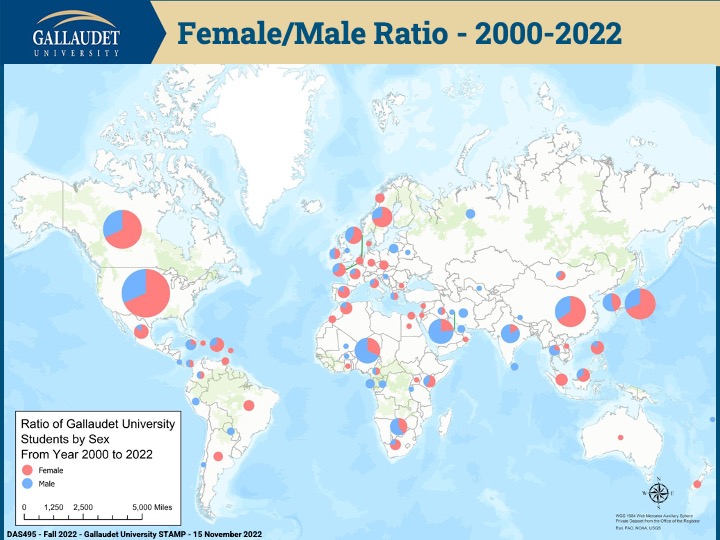 GALLAUDET
UNIVERSITY
Female/Male Ratio - 2000-2022
Ratio of Gallaudet University
Students by Sex
From Year 2000 to 2022
Female
Male
0 1,250 2,500 5,000 Miles
N
W E
S
WGS 1984 Web Mercator Auxiliary Sphere
Private Dataset from the Office of the Registrar
Esri, FAO, NOAA, USGS
DAS495 - Fall 2022 - Gallaudet University STAMP - 15 November 2022